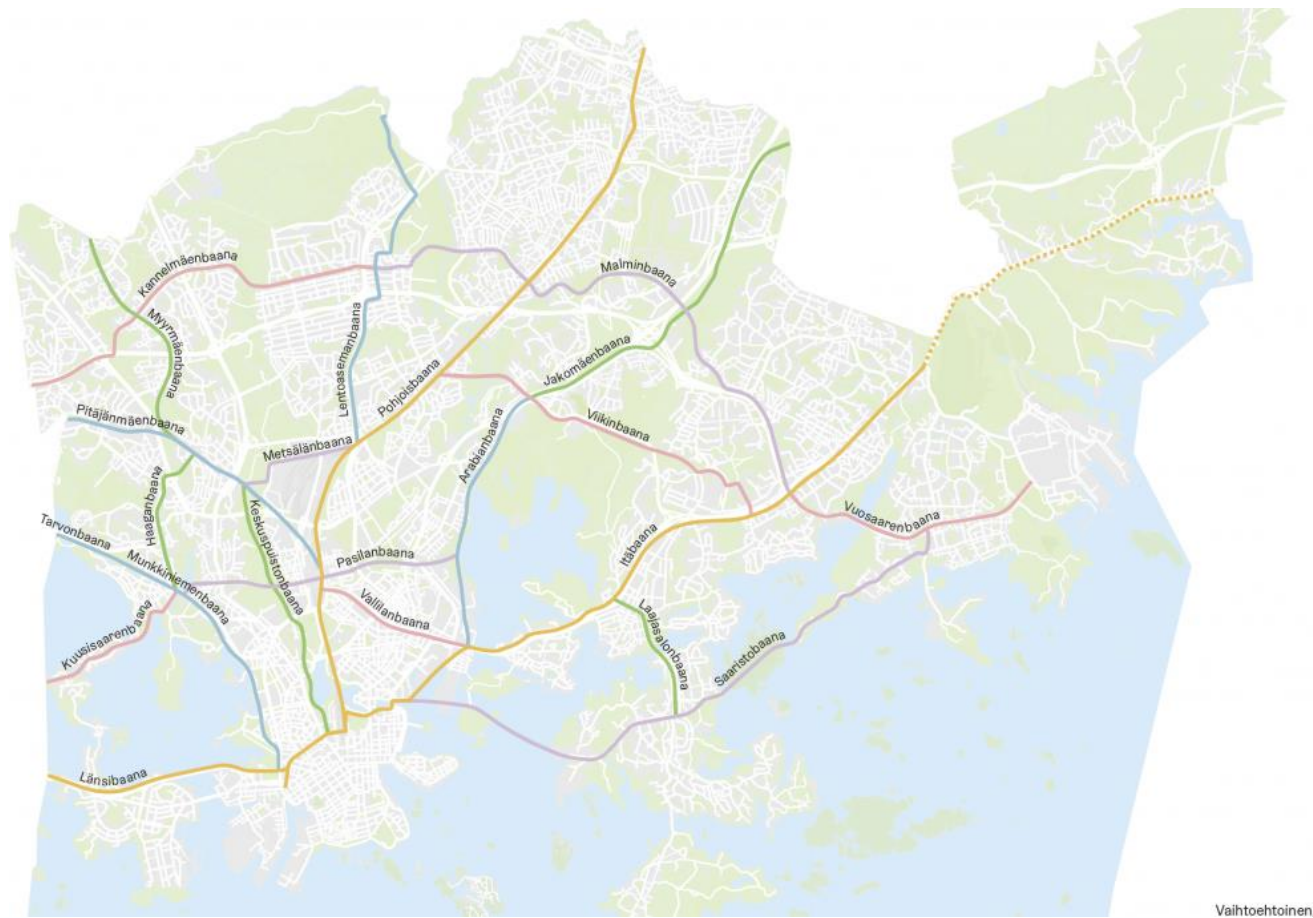 Kannelmäenbaana
Malminbaana
Myyrmäenbaana
Lentoasemanbaana
Pohjoisbaana
Jakomäenbaana
Pitäjänmäenbaana
Metsälänbaana
Arabianbaana
Viikinbaana
Haaganbaana
Keskuspuistonbaana
Tarvonbaana
Munkkiniemenbaana
Pasilanbaana
Itäbaana
Vuosaarenbaana
Kuusisaarenbaana
Vallilanbaana
Laajasalonbaana
Saaristobaana
Länsibaana
Vaihtoehtoinen